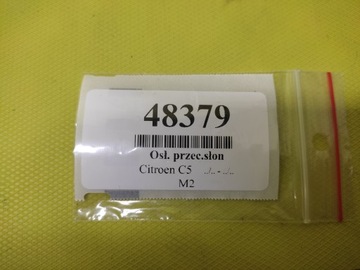 48379
Osł. przec.słon
Citroen C5 ../.. - ../..
M2